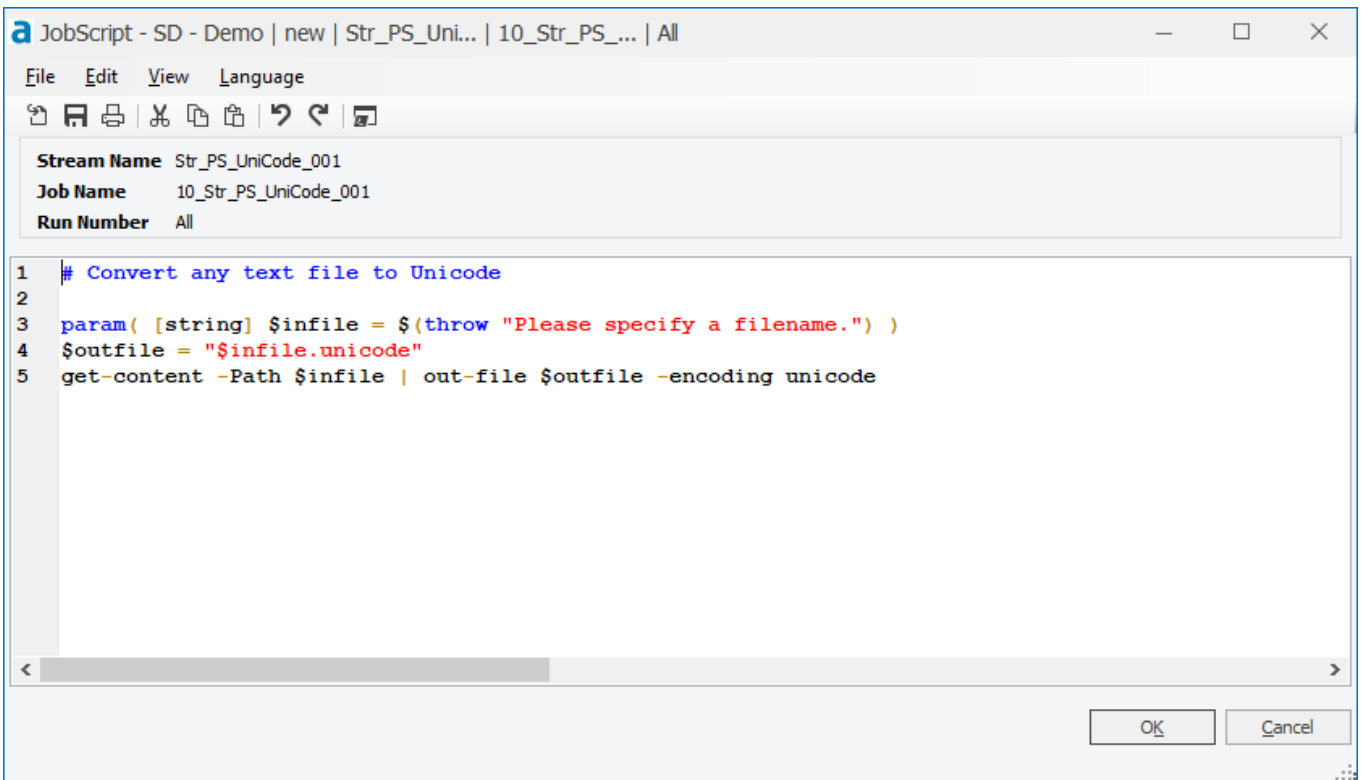 a JobScript - SD - Demo | new | Str_PS_Uni... | 10_Str_PS_... | All
File Edit View Language
Stream Name Str_PS_UniCode_001
Job Name 10_Str_PS_UniCode_001
Run Number All
1 # Convert any text file to Unicode
2
3 param( [string] $infile = $(throw "Please specify a filename.") )
4 $outfile = "$infile.unicode"
5 get-content -Path $infile | out-file $outfile -encoding unicode
OK Cancel